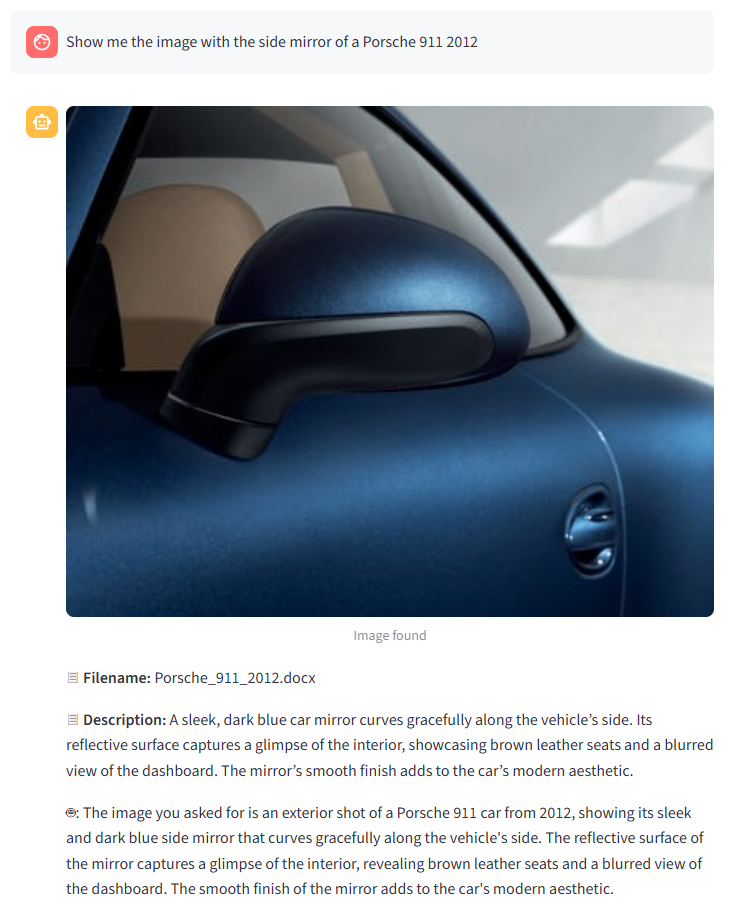 Show me the image with the side mirror of a Porsche 911 2012
Image found
Filename: Porsche_911_2012.docx
Description: A sleek, dark blue car mirror curves gracefully along the vehicle’s side. Its
reflective surface captures a glimpse of the interior, showcasing brown leather seats and a blurred
view of the dashboard. The mirror’s smooth finish adds to the car’s modern aesthetic.
: The image you asked for is an exterior shot of a Porsche 911 car from 2012, showing its sleek
and dark blue side mirror that curves gracefully along the vehicle's side. The reflective surface of
the mirror captures a glimpse of the interior, revealing brown leather seats and a blurred view of
the dashboard. The smooth finish of the mirror adds to the car's modern aesthetic.